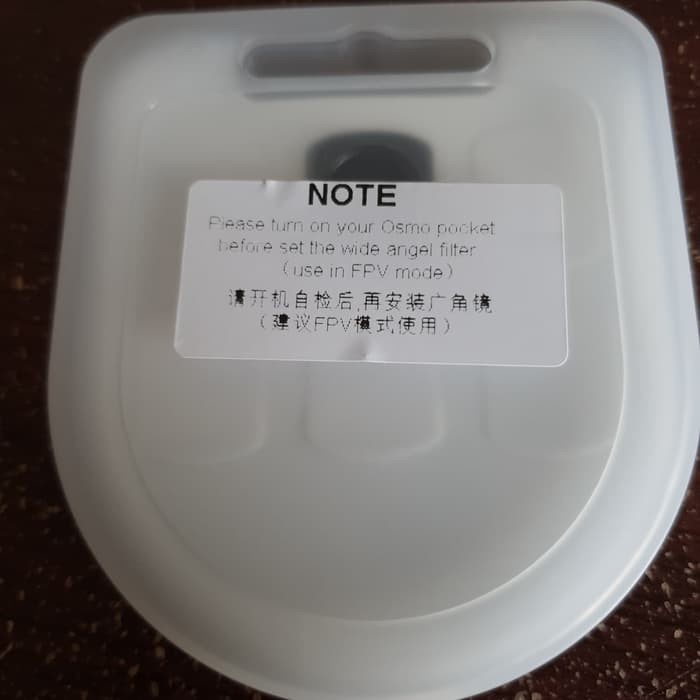 NOTE
Please turn on your Osmo pocket
before set the wide angel filter
（use in FPV mode）
请开机自检后,再安装广角镜
（建议FPV模式使用）